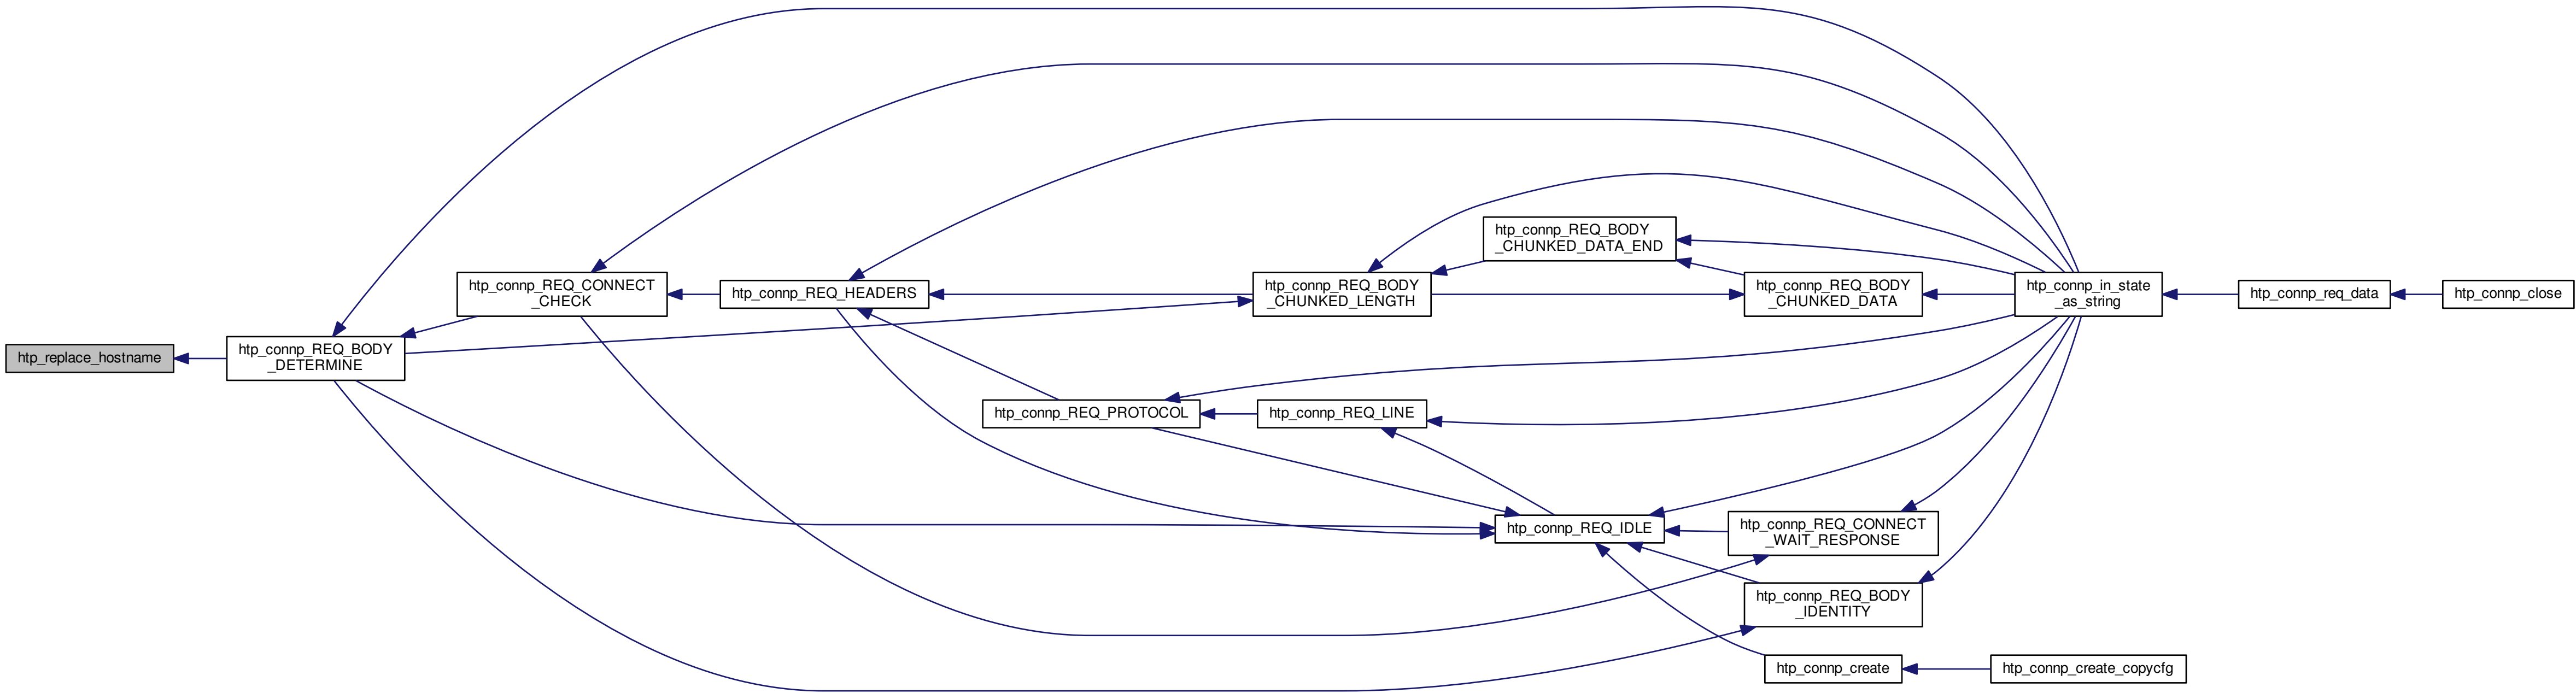 htp_replace_hostname
htp_connp_REQ_BODY
_DETERMINE
htp_connp_REQ_CONNECT
_CHECK
htp_connp_REQ_HEADERS
htp_connp_REQ_PROTOCOL
htp_connp_REQ_BODY
_CHUNKED_LENGTH
htp_connp_REQ_LINE
htp_connp_REQ_BODY
_CHUNKED_DATA_END
htp_connp_REQ_IDLE
htp_connp_REQ_BODY
_CHUNKED_DATA
htp_connp_REQ_CONNECT
_WAIT_RESPONSE
htp_connp_REQ_BODY
_IDENTITY
htp_connp_create
htp_connp_in_state
_as_string
htp_connp_create_copycfg
htp_connp_req_data
htp_connp_close